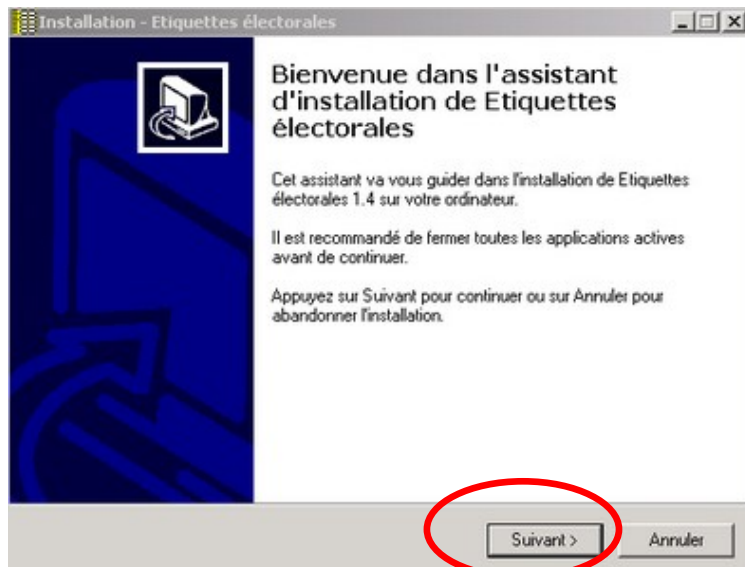 Installation - Etiquettes électorales
Bienvenue dans l'assistant
d'installation de Etiquettes
électorales
Cet assistant va vous guider dans l'installation de Etiquettes
électorales 1.4 sur votre ordinateur.
Il est recommandé de fermer toutes les applications actives
avant de continuer.
Appuyez sur Suivant pour continuer ou sur Annuler pour
abandonner l'installation.
Suivant >
Annuler